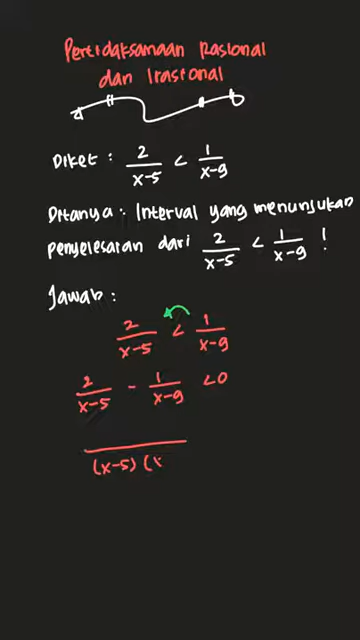 Pertidaksamaan Rasional
dan Irasional
Diket : 2/(x-5) < 1/(x-9)
Ditanya : Interval yang menunjukan
penyelesaian dari 2/(x-5) < 1/(x-9) !
Jawab :
2/(x-5) < 1/(x-9)
2/(x-5) - 1/(x-9) < 0
(x-5) (